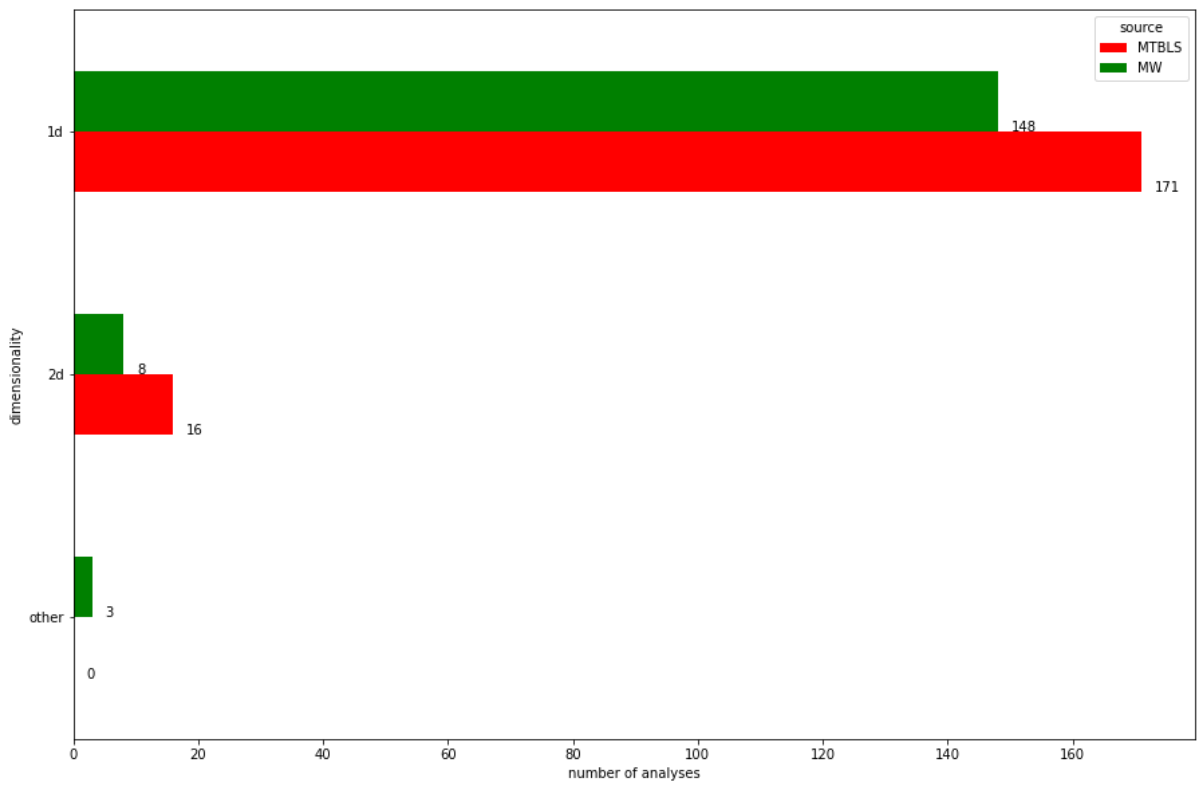 source
MTBLS
MW
1d
148
171
dimensionality
2d
8
16
other
3
0
0 20 40 60 80 100 120 140 160
number of analyses